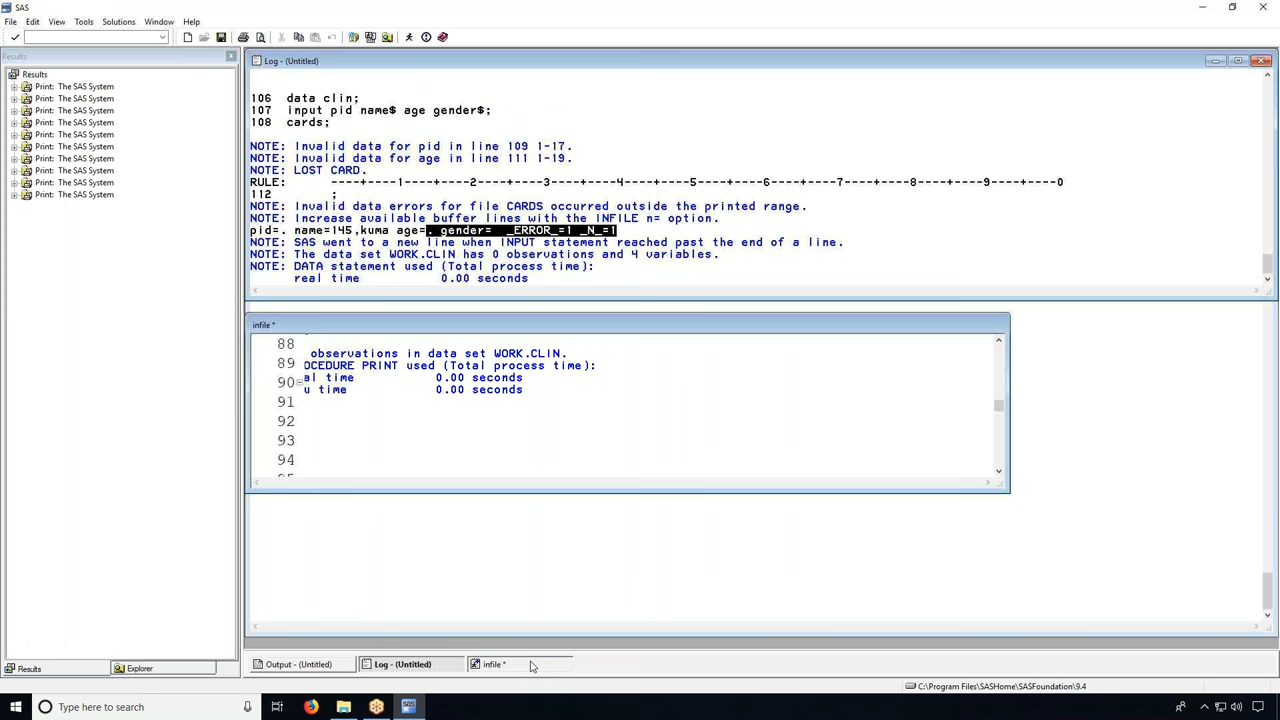 SAS
File Edit View Tools Solutions Window Help
Results
Results
Print: The SAS System
Print: The SAS System
Print: The SAS System
Print: The SAS System
Print: The SAS System
Print: The SAS System
Print: The SAS System
Print: The SAS System
Print: The SAS System
Print: The SAS System
Log - (Untitled)
106 data clin;
107 input pid name$ age gender$;
108 cards;
NOTE: Invalid data for pid in line 109 1-17.
NOTE: Invalid data for age in line 111 1-19.
NOTE: LOST CARD.
RULE: ----+----1----+----2----+----3----+----4----+----5----+----6----+----7----+----8----+----9----+----0
112 ;
NOTE: Invalid data errors for file CARDS occurred outside the printed range.
NOTE: Increase available buffer lines with the INFILE n= option.
pid=. name=145,kuma age=. gender= _ERROR_=1 _N_=1
NOTE: SAS went to a new line when INPUT statement reached past the end of a line.
NOTE: The data set WORK.CLIN has 0 observations and 4 variables.
NOTE: DATA statement used (Total process time):
real time 0.00 seconds
infile *
88
observations in data set WORK.CLIN.
89 OCEDURE PRINT used (Total process time):
90 al time 0.00 seconds
u time 0.00 seconds
91
92
93
94
Output - (Untitled) Log - (Untitled) infile *
Results Explorer
C:\Program Files\SASHome\SASFoundation\9.4
Type here to search